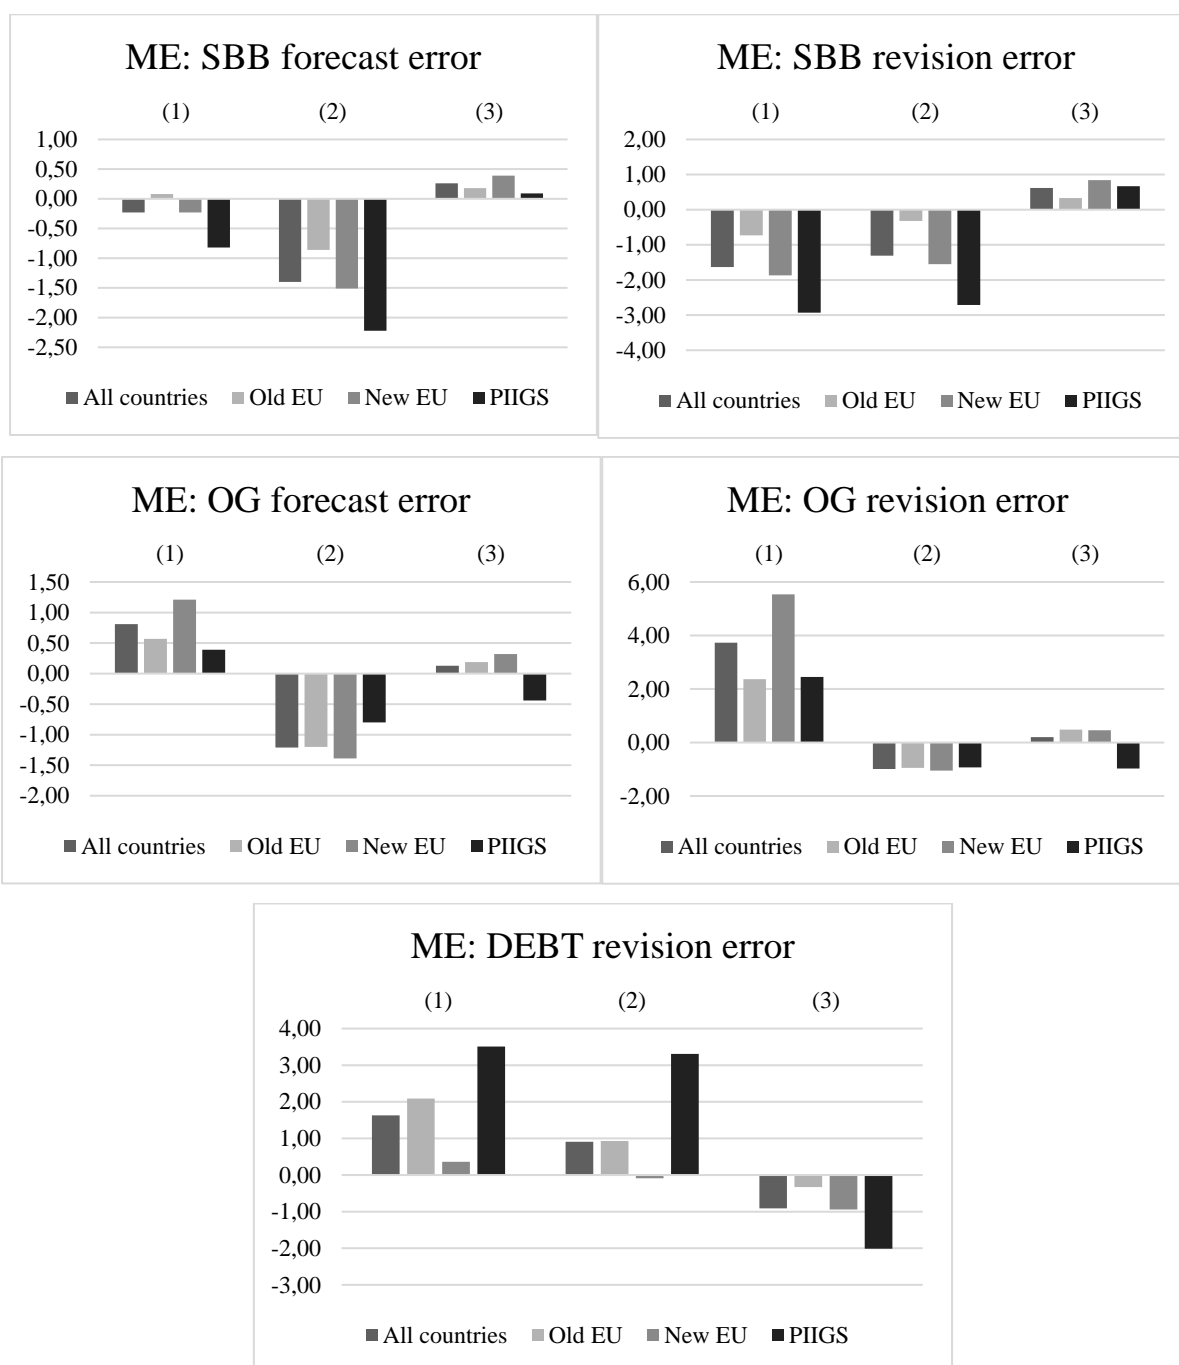 ME: SBB forecast error
(1) (2) (3)
1,00
0,50
0,00
-0,50
-1,00
-1,50
-2,00
-2,50
All countries Old EU New EU PIIGS
ME: SBB revision error
(1) (2) (3)
2,00
1,00
0,00
-1,00
-2,00
-3,00
-4,00
All countries Old EU New EU PIIGS
ME: OG forecast error
(1) (2) (3)
1,50
1,00
0,50
0,00
-0,50
-1,00
-1,50
-2,00
All countries Old EU New EU PIIGS
ME: OG revision error
(1) (2) (3)
6,00
4,00
2,00
0,00
-2,00
All countries Old EU New EU PIIGS
ME: DEBT revision error
(1) (2) (3)
4,00
3,00
2,00
1,00
0,00
-1,00
-2,00
-3,00
All countries Old EU New EU PIIGS